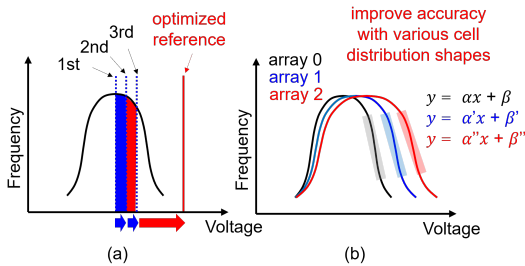 optimized
reference
3rd
2nd
1st
Frequency
Voltage
(a)
improve accuracy
with various cell
distribution shapes
array 0
array 1
array 2
y = αx + β
y = α'x + β'
y = α"x + β"
Frequency
Voltage
(b)